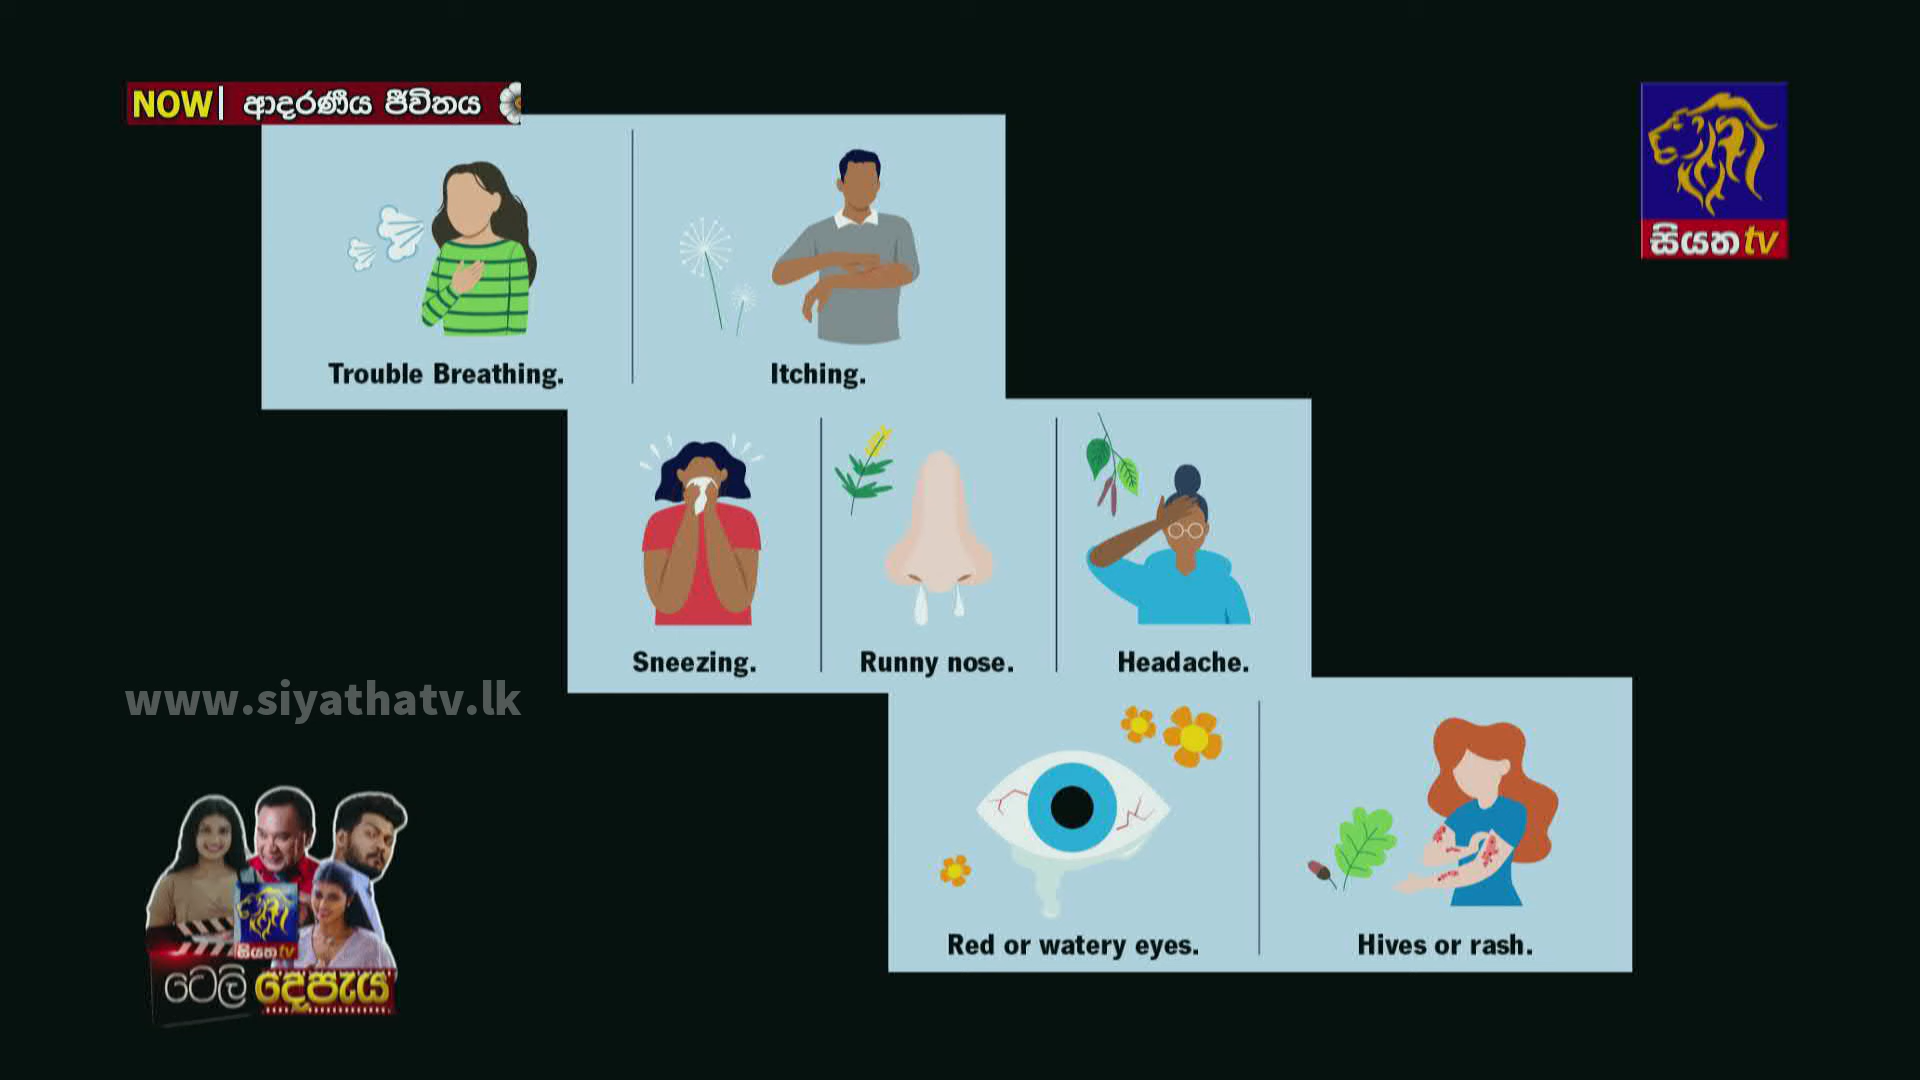 NOW| ආදරණීය ජීවිතය
සියත tv
Trouble Breathing.
Itching.
Sneezing.
Runny nose.
Headache.
www.siyathatv.lk
Red or watery eyes.
Hives or rash.
සියත tv
ටෙලි දෙපැය